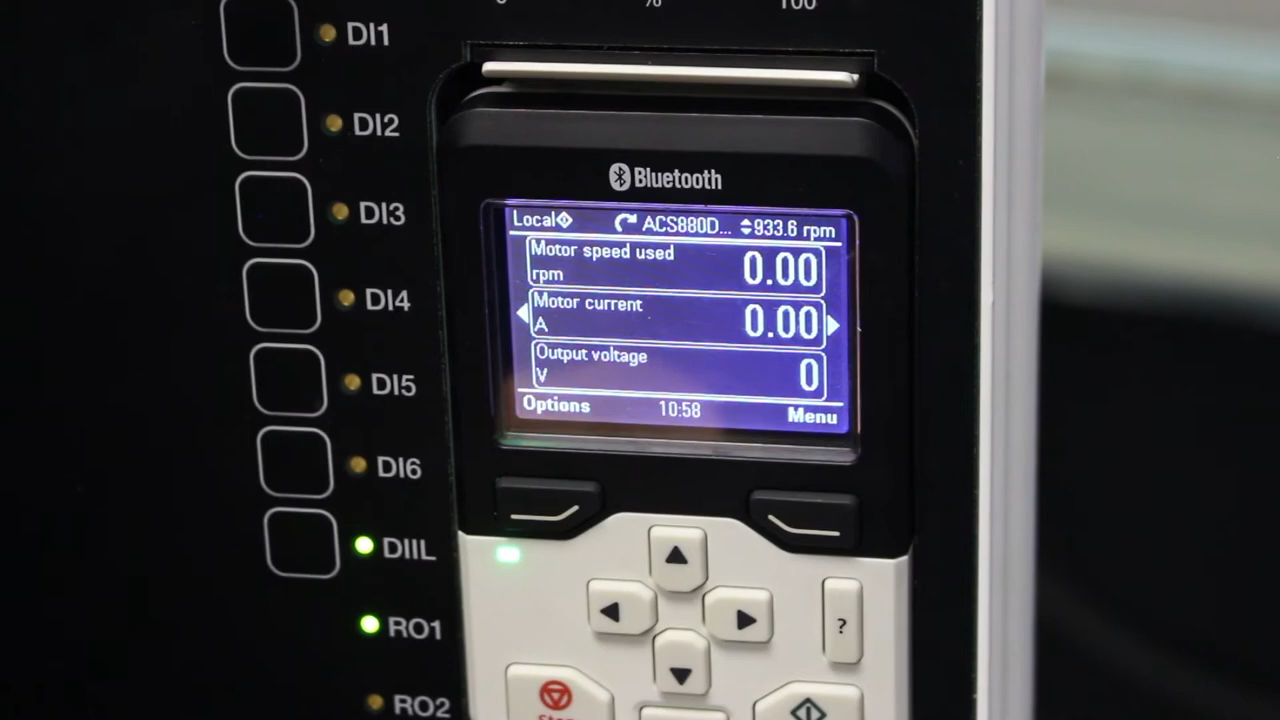 % 100
DI1
DI2
DI3
DI4
DI5
DI6
DIIL
RO1
RO2
Bluetooth
Local ACS880D... 933.6 rpm
Motor speed used
rpm 0.00
Motor current
A 0.00
Output voltage
V 0
Options 10:58 Menu
?